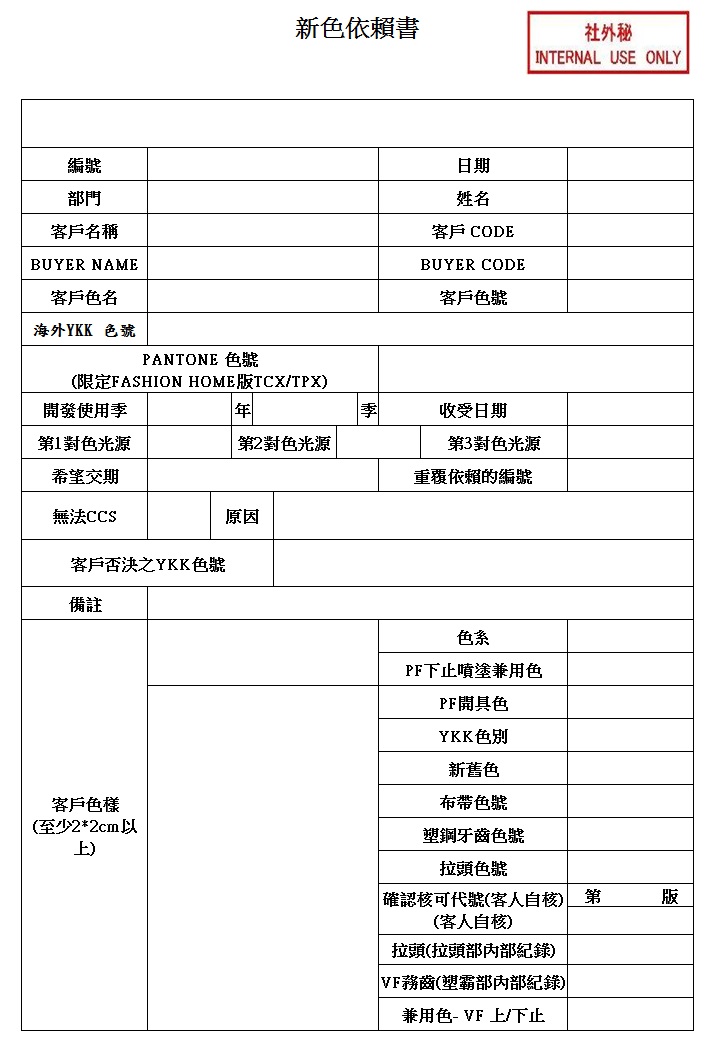 新色依賴書
社外秘
INTERNAL USE ONLY
編號 日期
部門 姓名
客戶名稱 客戶 CODE
BUYER NAME BUYER CODE
客戶色名 客戶色號
海外YKK 色號
PANTONE 色號
(限定FASHION HOME版TCX/TPX)
開發使用季 年 季 收受日期
第1對色光源 第2對色光源 第3對色光源
希望交期 重覆依賴的編號
無法CCS 原因
客戶否決之YKK色號
備註
客戶色樣
(至少2*2cm以
上)
色糸
PF下止噴塗兼用色
PF開具色
YKK色別
新舊色
布帶色號
塑鋼牙齒色號
拉頭色號
確認核可代號(客人自核) 第 版
(客人自核)
拉頭(拉頭部內部紀錄)
VF務齒(塑霸部內部紀錄)
兼用色- VF 上/下止